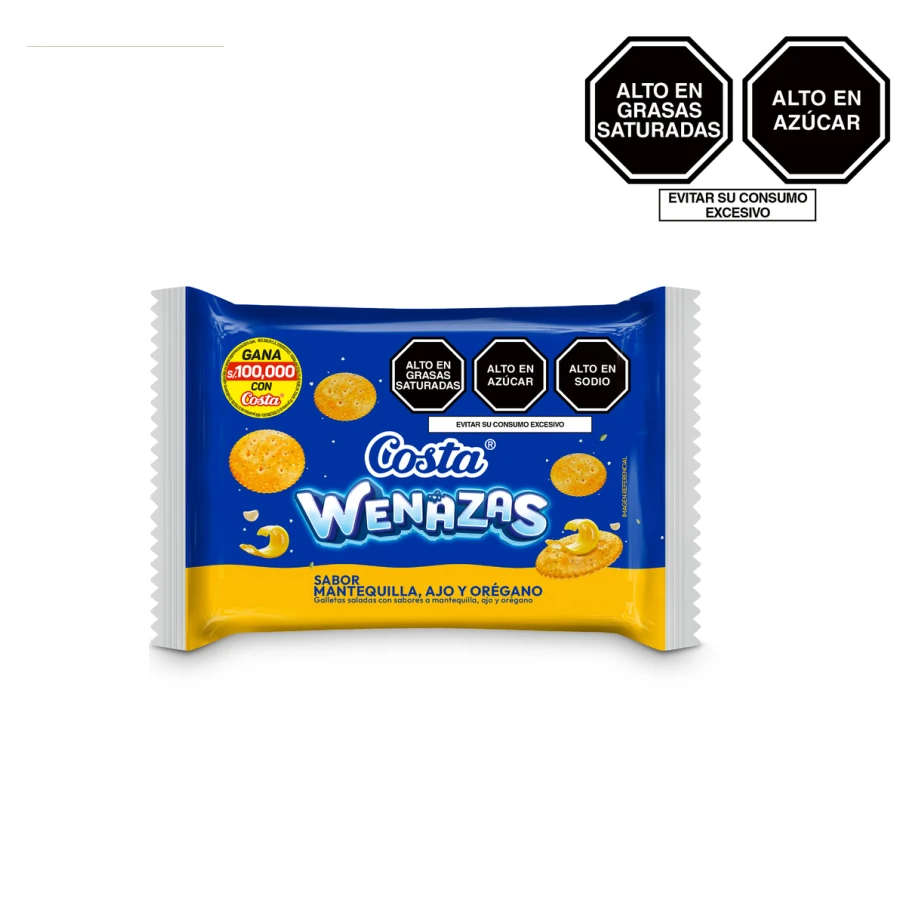 ALTO EN
GRASAS
SATURADAS
ALTO EN
AZÚCAR
EVITAR SU CONSUMO
EXCESIVO
GANA
S/.100,000
CON
Costa®
ALTO EN
GRASAS
SATURADAS
ALTO EN
AZÚCAR
ALTO EN
SODIO
EVITAR SU CONSUMO EXCESIVO
Costa®
WENAZAS
IMAGEN REFERENCIAL
SABOR
MANTEQUILLA, AJO Y ORÉGANO
Galletas saladas con sabores a mantequilla, ajo y orégano